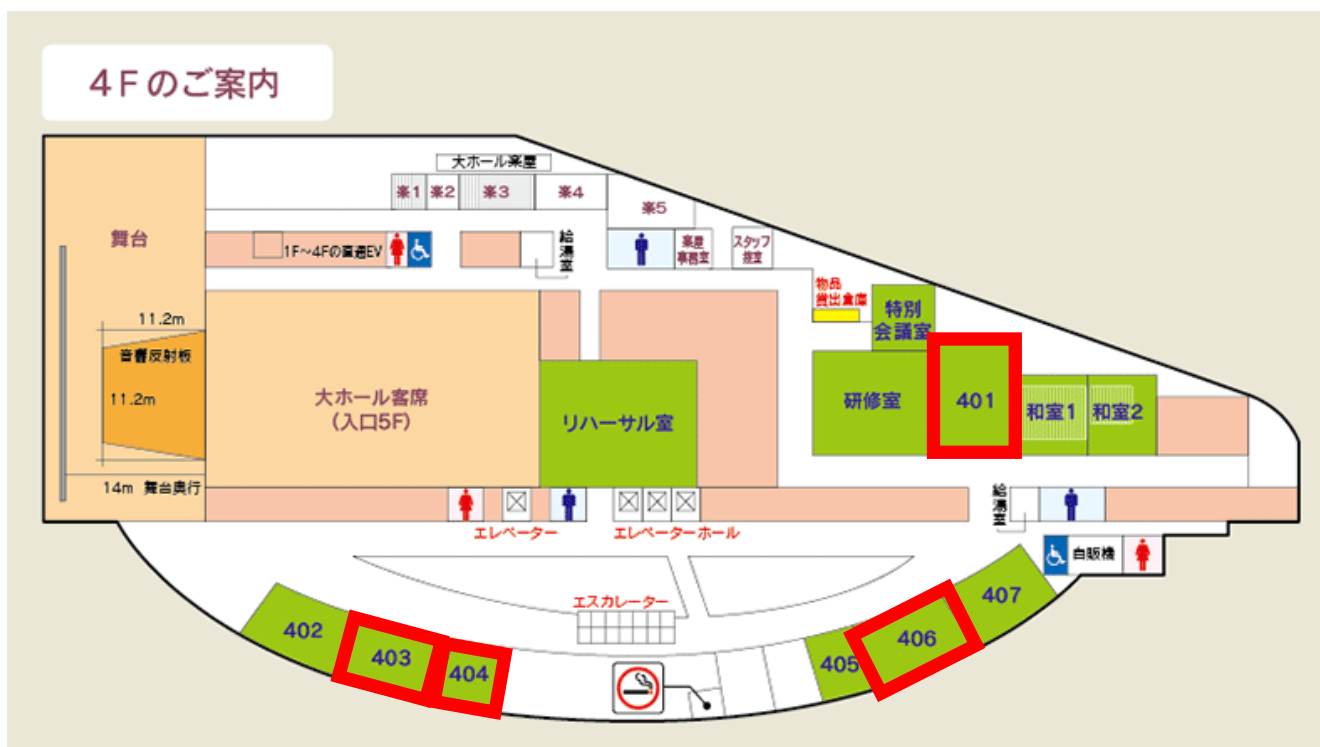 4Fのご案内
大ホール楽屋
楽1
楽2
楽3
楽4
楽5
舞台
1F～4Fの直通EV
給湯室
楽屋
事務室
スタッフ
控室
物品
貸出倉庫
特別
会議室
11.2m
音響反射板
11.2m
大ホール客席
(入口5F)
リハーサル室
研修室
401
和室1
和室2
14m 舞台奥行
エレベーター
エレベーターホール
給湯室
自販機
エスカレーター
402
403
404
405
406
407